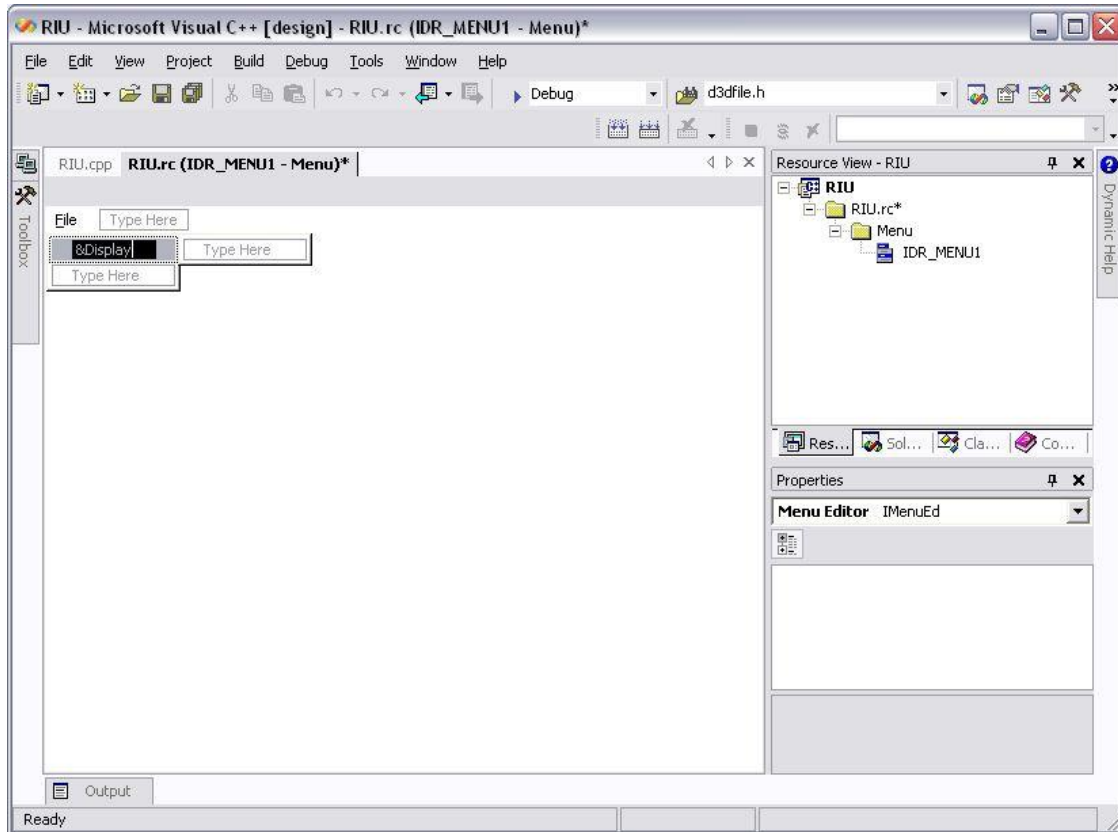 RIU - Microsoft Visual C++ [design] - RIU.rc (IDR_MENU1 - Menu)*
File Edit View Project Build Debug Tools Window Help
Debug d3dfile.h
RIU.cpp RIU.rc (IDR_MENU1 - Menu)*
Resource View - RIU
Toolbox
Dynamic Help
File Type Here
&Display Type Here
Type Here
RIU
RIU.rc*
Menu
IDR_MENU1
Res... Sol... Cla... Co...
Properties
Menu Editor IMenuEd
Output
Ready